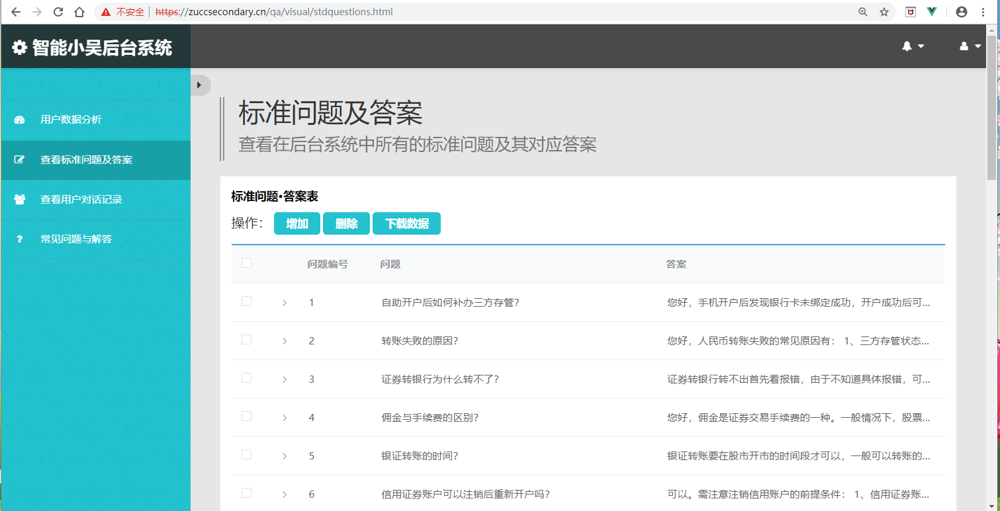 不安全 https://zuccsecondary.cn/qa/visual/stdquestions.html
智能小吴后台系统
用户数据分析
查看标准问题及答案
查看用户对话记录
常见问题与解答
标准问题及答案
查看在后台系统中所有的标准问题及其对应答案
标准问题•答案表
操作： 增加 删除 下载数据
问题编号 问题 答案
1 自助开户后如何补办三方存管? 您好，手机开户后发现银行卡未绑定成功，开户成功后可...
2 转账失败的原因? 您好，人民币转账失败的常见原因有： 1、三方存管状态...
3 证券转银行为什么转不了? 证券转银行转不出首先看报错，由于不知道具体报错，可...
4 佣金与手续费的区别? 您好，佣金是证券交易手续费的一种。一般情况下，股票...
5 银证转账的时间? 银证转账要在股市开市的时间段才可以，一般可以转账的...
6 信用证券账户可以注销后重新开户吗? 可以。需注意注销信用账户的前提条件： 1、信用证券账...